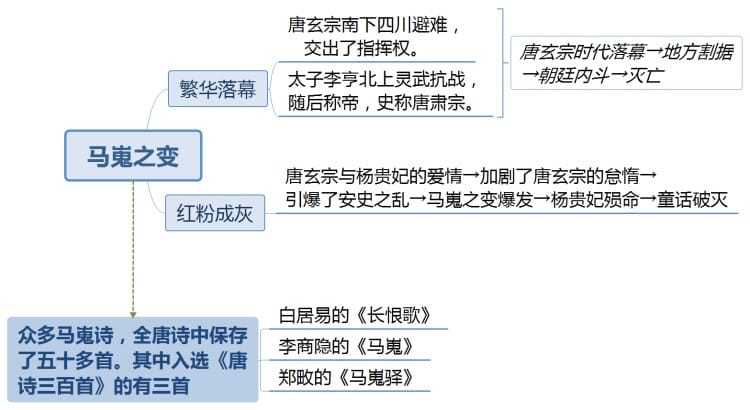 唐玄宗南下四川避难，
交出了指挥权。
太子李亨北上灵武抗战，
随后称帝，史称唐肃宗。
唐玄宗时代落幕→地方割据
→朝廷内斗→灭亡
繁华落幕
马嵬之变
唐玄宗与杨贵妃的爱情→加剧了唐玄宗的怠惰→
引爆了安史之乱→马嵬之变爆发→杨贵妃殒命→童话破灭
红粉成灰
众多马嵬诗，全唐诗中保存
了五十多首。其中入选《唐
诗三百首》的有三首
白居易的《长恨歌》
李商隐的《马嵬》
郑畋的《马嵬驿》